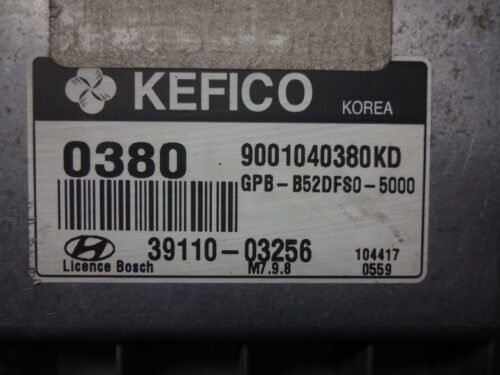 KEFICO
KOREA
0380
9001040380KD
GPB-B52DFS0-5000
39110-03256
Licence Bosch
M7.9.8
104417
0559